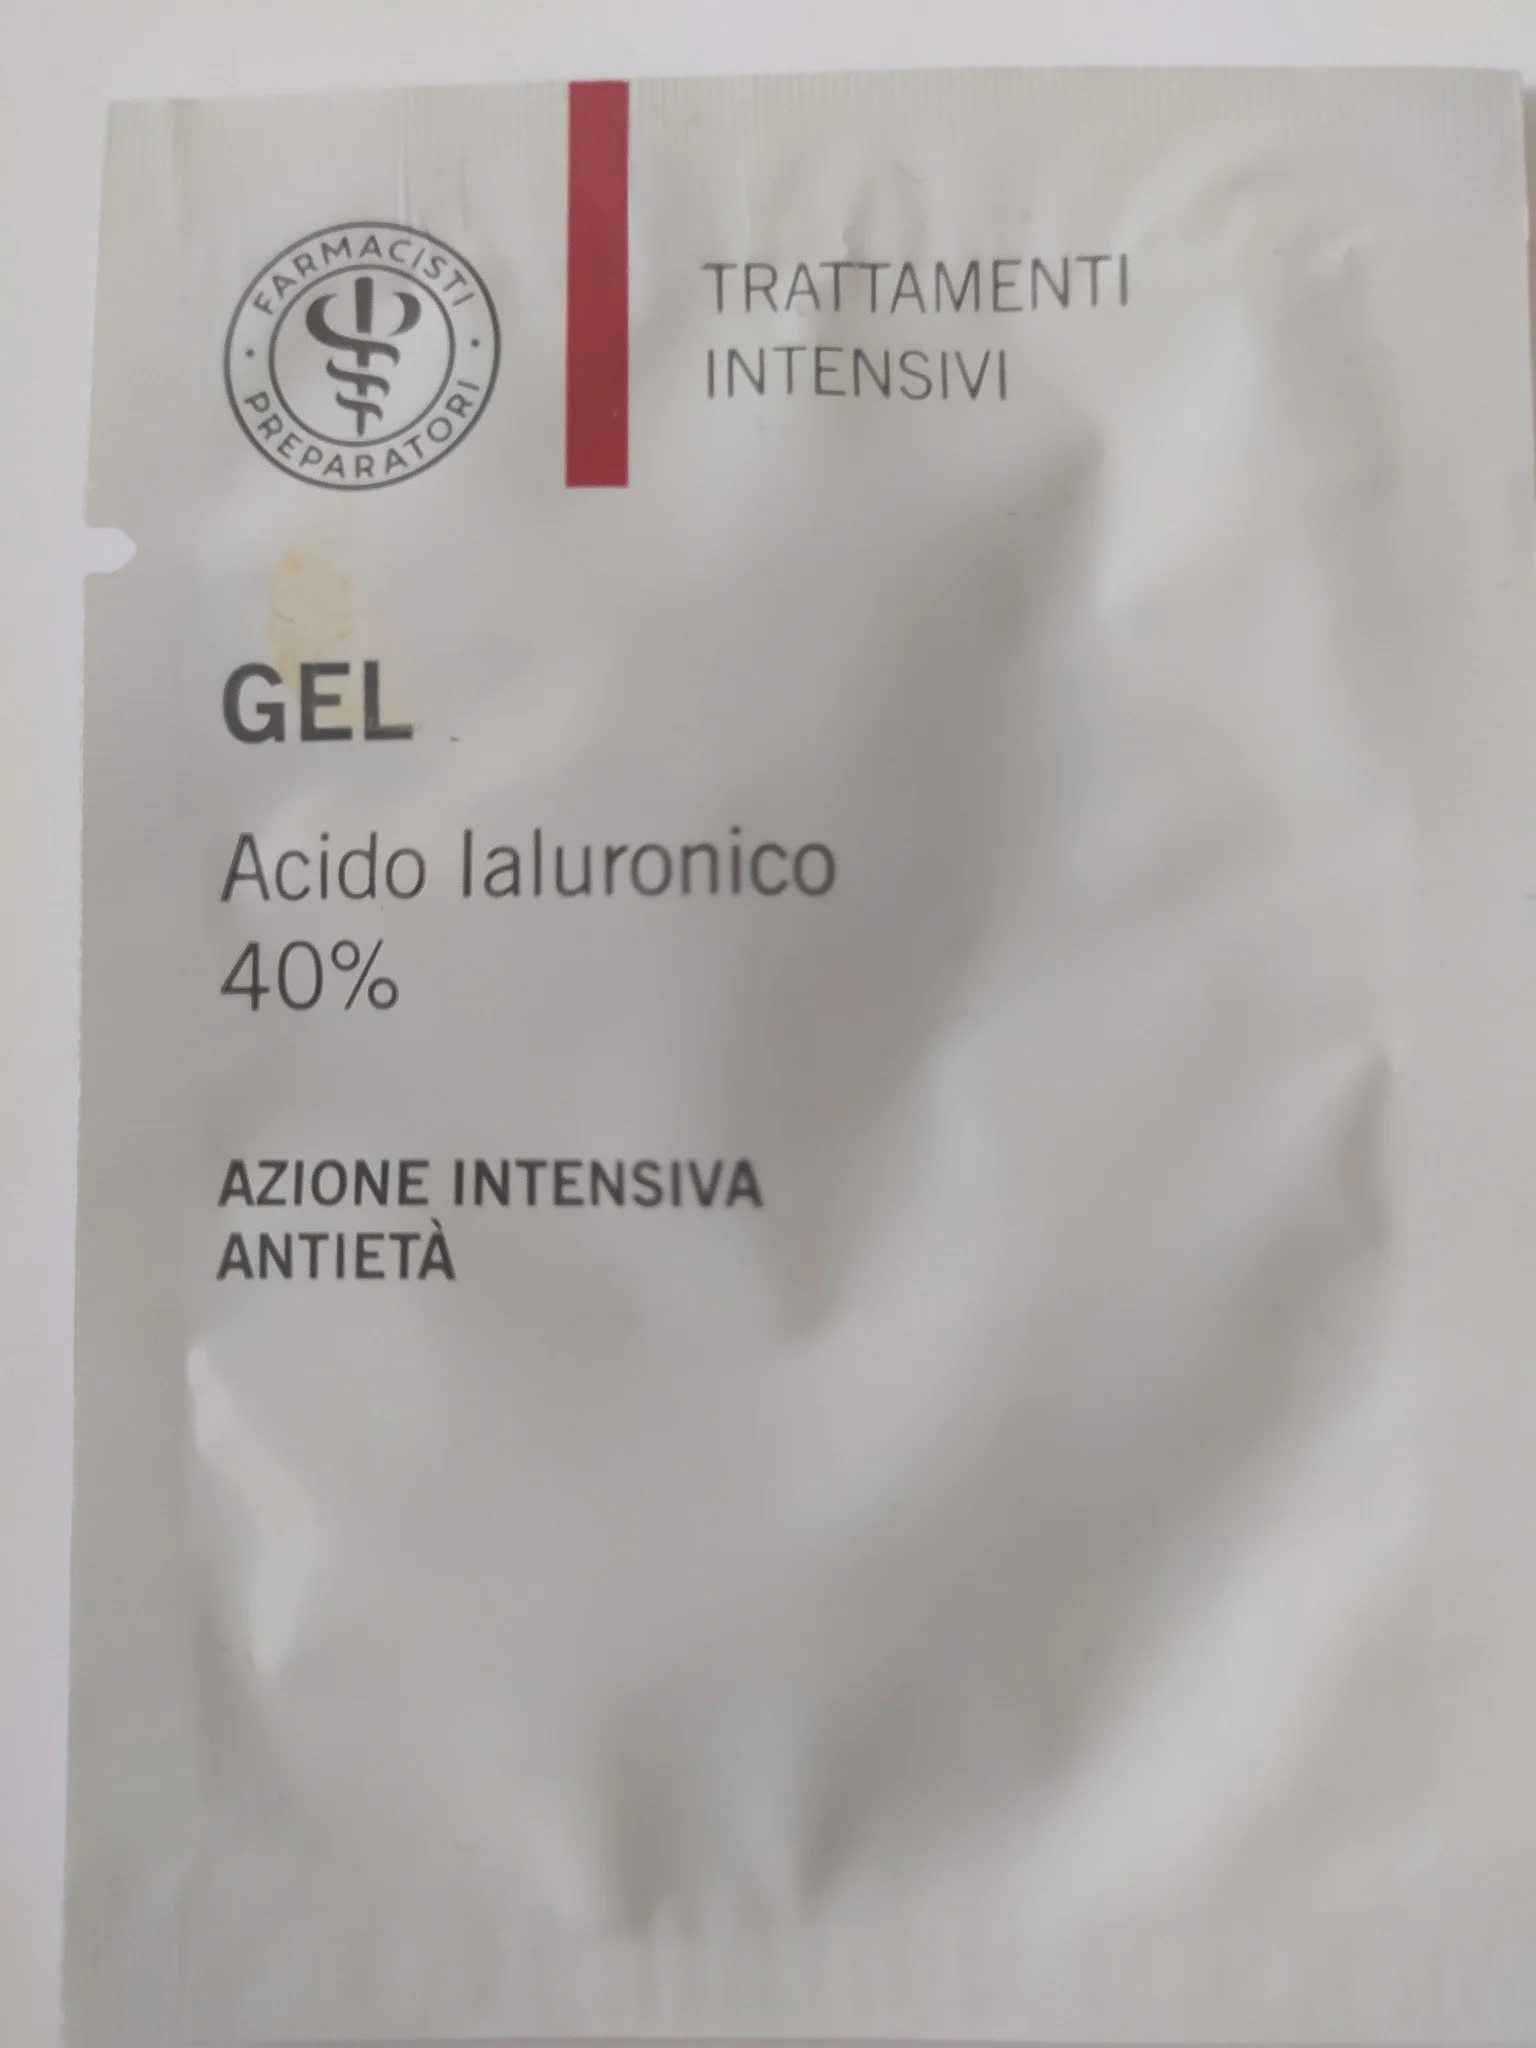 FARMACISTI
PREPARATORI
TRATTAMENTI
INTENSIVI
GEL
Acido Ialuronico
40%
AZIONE INTENSIVA
ANTIETÀ